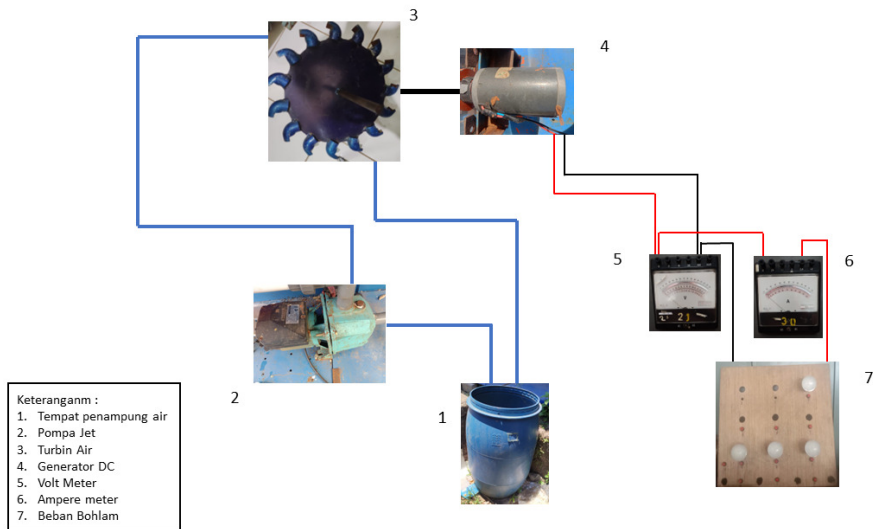 3
4
5
6
2
1
7
Keteranganm :
1. Tempat penampung air
2. Pompa Jet
3. Turbin Air
4. Generator DC
5. Volt Meter
6. Ampere meter
7. Beban Bohlam
V
A